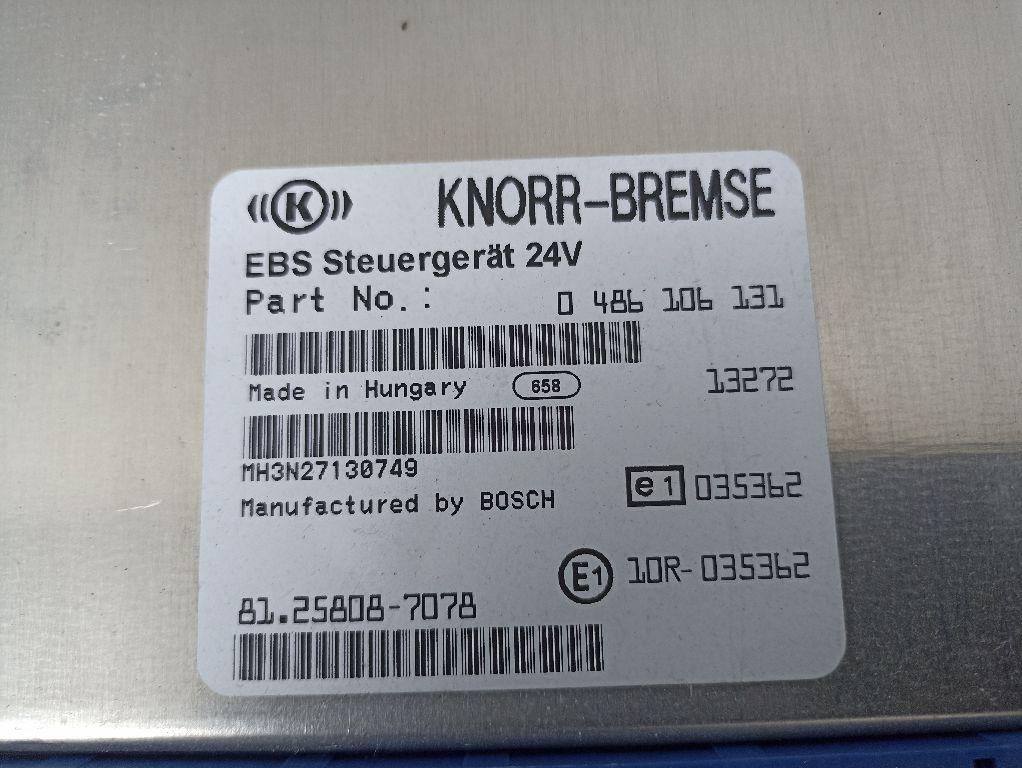 ((K)) KNORR-BREMSE
EBS Steuergerät 24V
Part No.: 0 486 106 131
Made in Hungary 658 13272
MH3N27130749
Manufactured by BOSCH e1 035362
E1 10R-035362
81.25808-7078